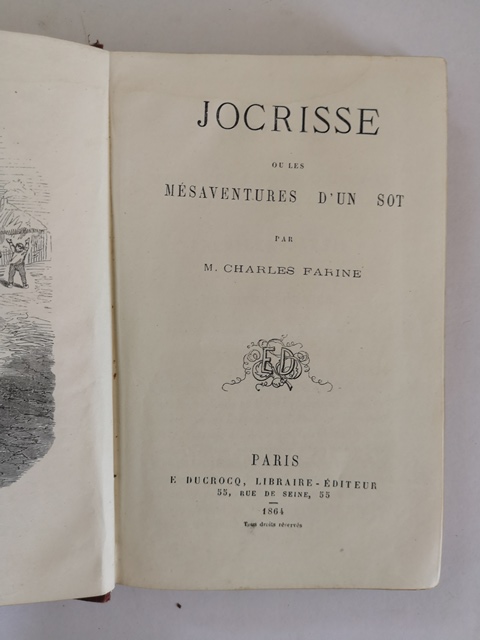 JOCRISSE
OU LES
MÉSAVENTURES D'UN SOT
PAR
M. CHARLES FARINE
ED
PARIS
E DUCROCQ, LIBRAIRE-ÉDITEUR
55, RUE DE SEINE, 55
1864
Tous droits réservés